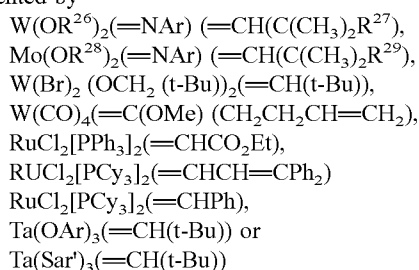 ented by
W(OR²⁶)₂(═NAr) (═CH(C(CH₃)₂R²⁷),
Mo(OR²⁸)₂(═NAr) (═CH(C(CH₃)₂R²⁹),
W(Br)₂ (OCH₂ (t-Bu))₂(═CH(t-Bu)),
W(CO)₄(═C(OMe) (CH₂CH₂CH═CH₂),
RuCl₂[PPh₃]₂(═CHCO₂Et),
RUCl₂[PCy₃]₂(═CHCH═CPh₂)
RuCl₂[PCy₃]₂(═CHPh),
Ta(OAr)₃(═CH(t-Bu)) or
Ta(Sar')₃(═CH(t-Bu))